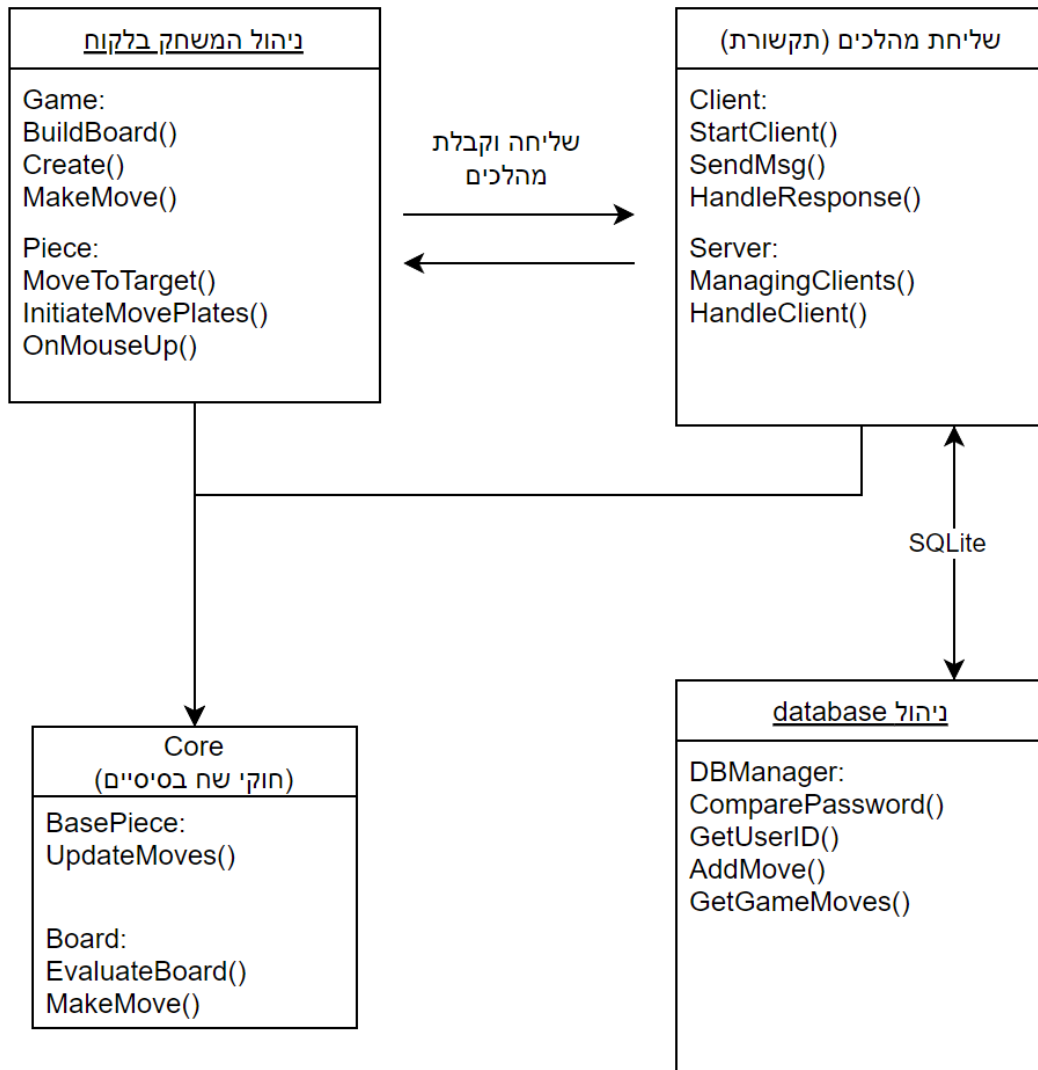 ניהול המשחק בלקוח
Game:
BuildBoard()
Create()
MakeMove()
Piece:
MoveToTarget()
InitiateMovePlates()
OnMouseUp()
שליחה וקבלת
מהלכים
שליחת מהלכים (תקשורת)
Client:
StartClient()
SendMsg()
HandleResponse()
Server:
ManagingClients()
HandleClient()
SQLite
Core
(חוקי שח בסיסיים)
BasePiece:
UpdateMoves()
Board:
EvaluateBoard()
MakeMove()
ניהול database
DBManager:
ComparePassword()
GetUserID()
AddMove()
GetGameMoves()